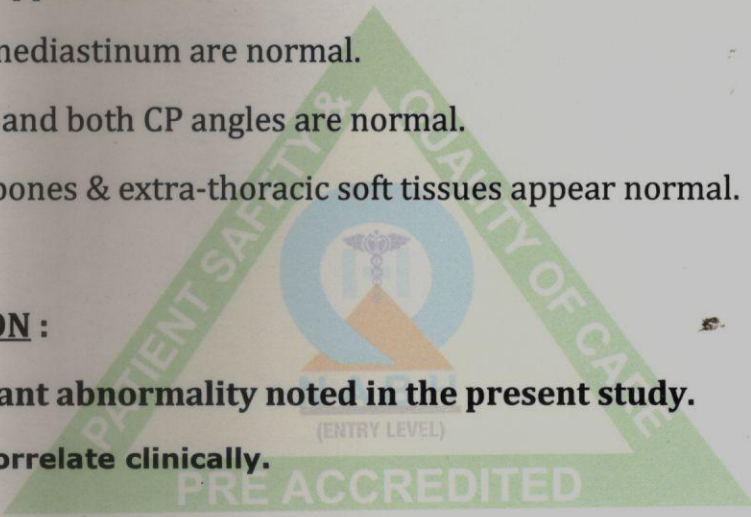 mediastinum are normal.
and both CP angles are normal.
bones & extra-thoracic soft tissues appear normal.
ON :
ant abnormality noted in the present study.
orrelate clinically.
PATIENT SAFETY & QUALITY OF CARE
N A B H
(ENTRY LEVEL)
PRE ACCREDITED